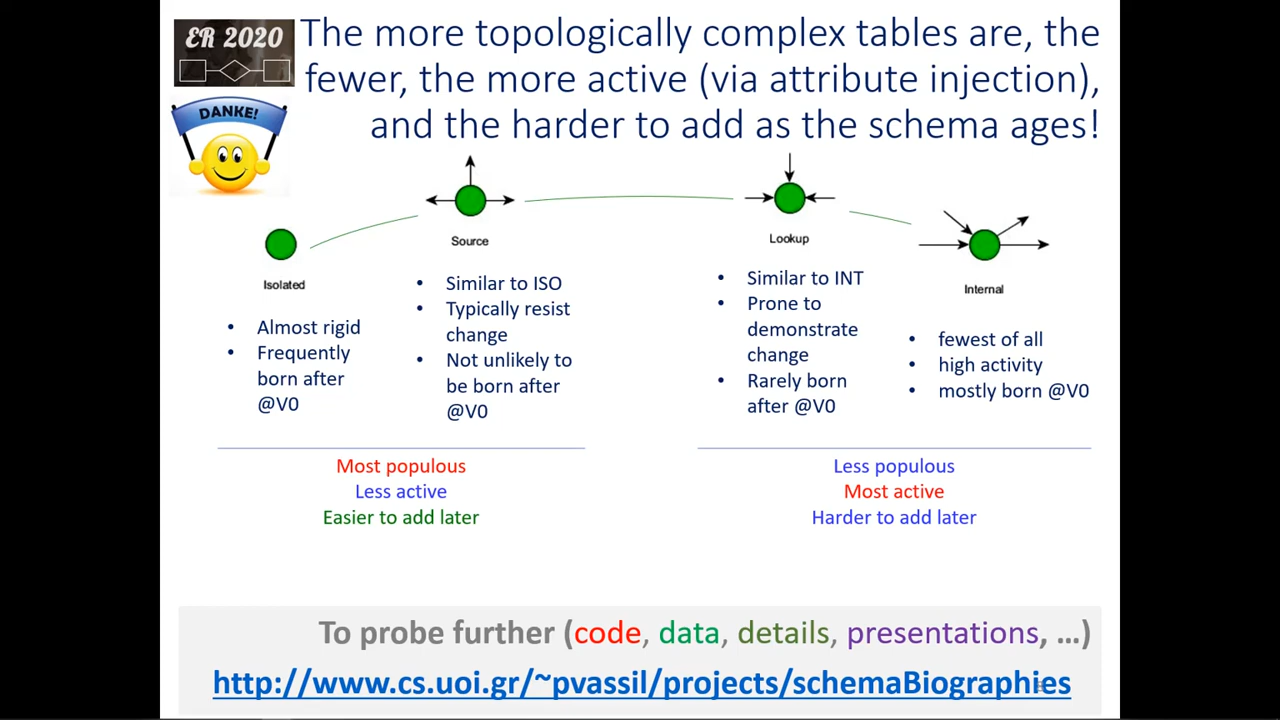 ER 2020
DANKE!
The more topologically complex tables are, the
fewer, the more active (via attribute injection),
and the harder to add as the schema ages!
Isolated
• Almost rigid
• Frequently
born after
@V0
Source
• Similar to ISO
• Typically resist
change
• Not unlikely to
be born after
@V0
Lookup
• Similar to INT
• Prone to
demonstrate
change
• Rarely born
after @V0
Internal
• fewest of all
• high activity
• mostly born @V0
Most populous
Less active
Easier to add later
Less populous
Most active
Harder to add later
To probe further (code, data, details, presentations, …)
http://www.cs.uoi.gr/~pvassil/projects/schemaBiographies